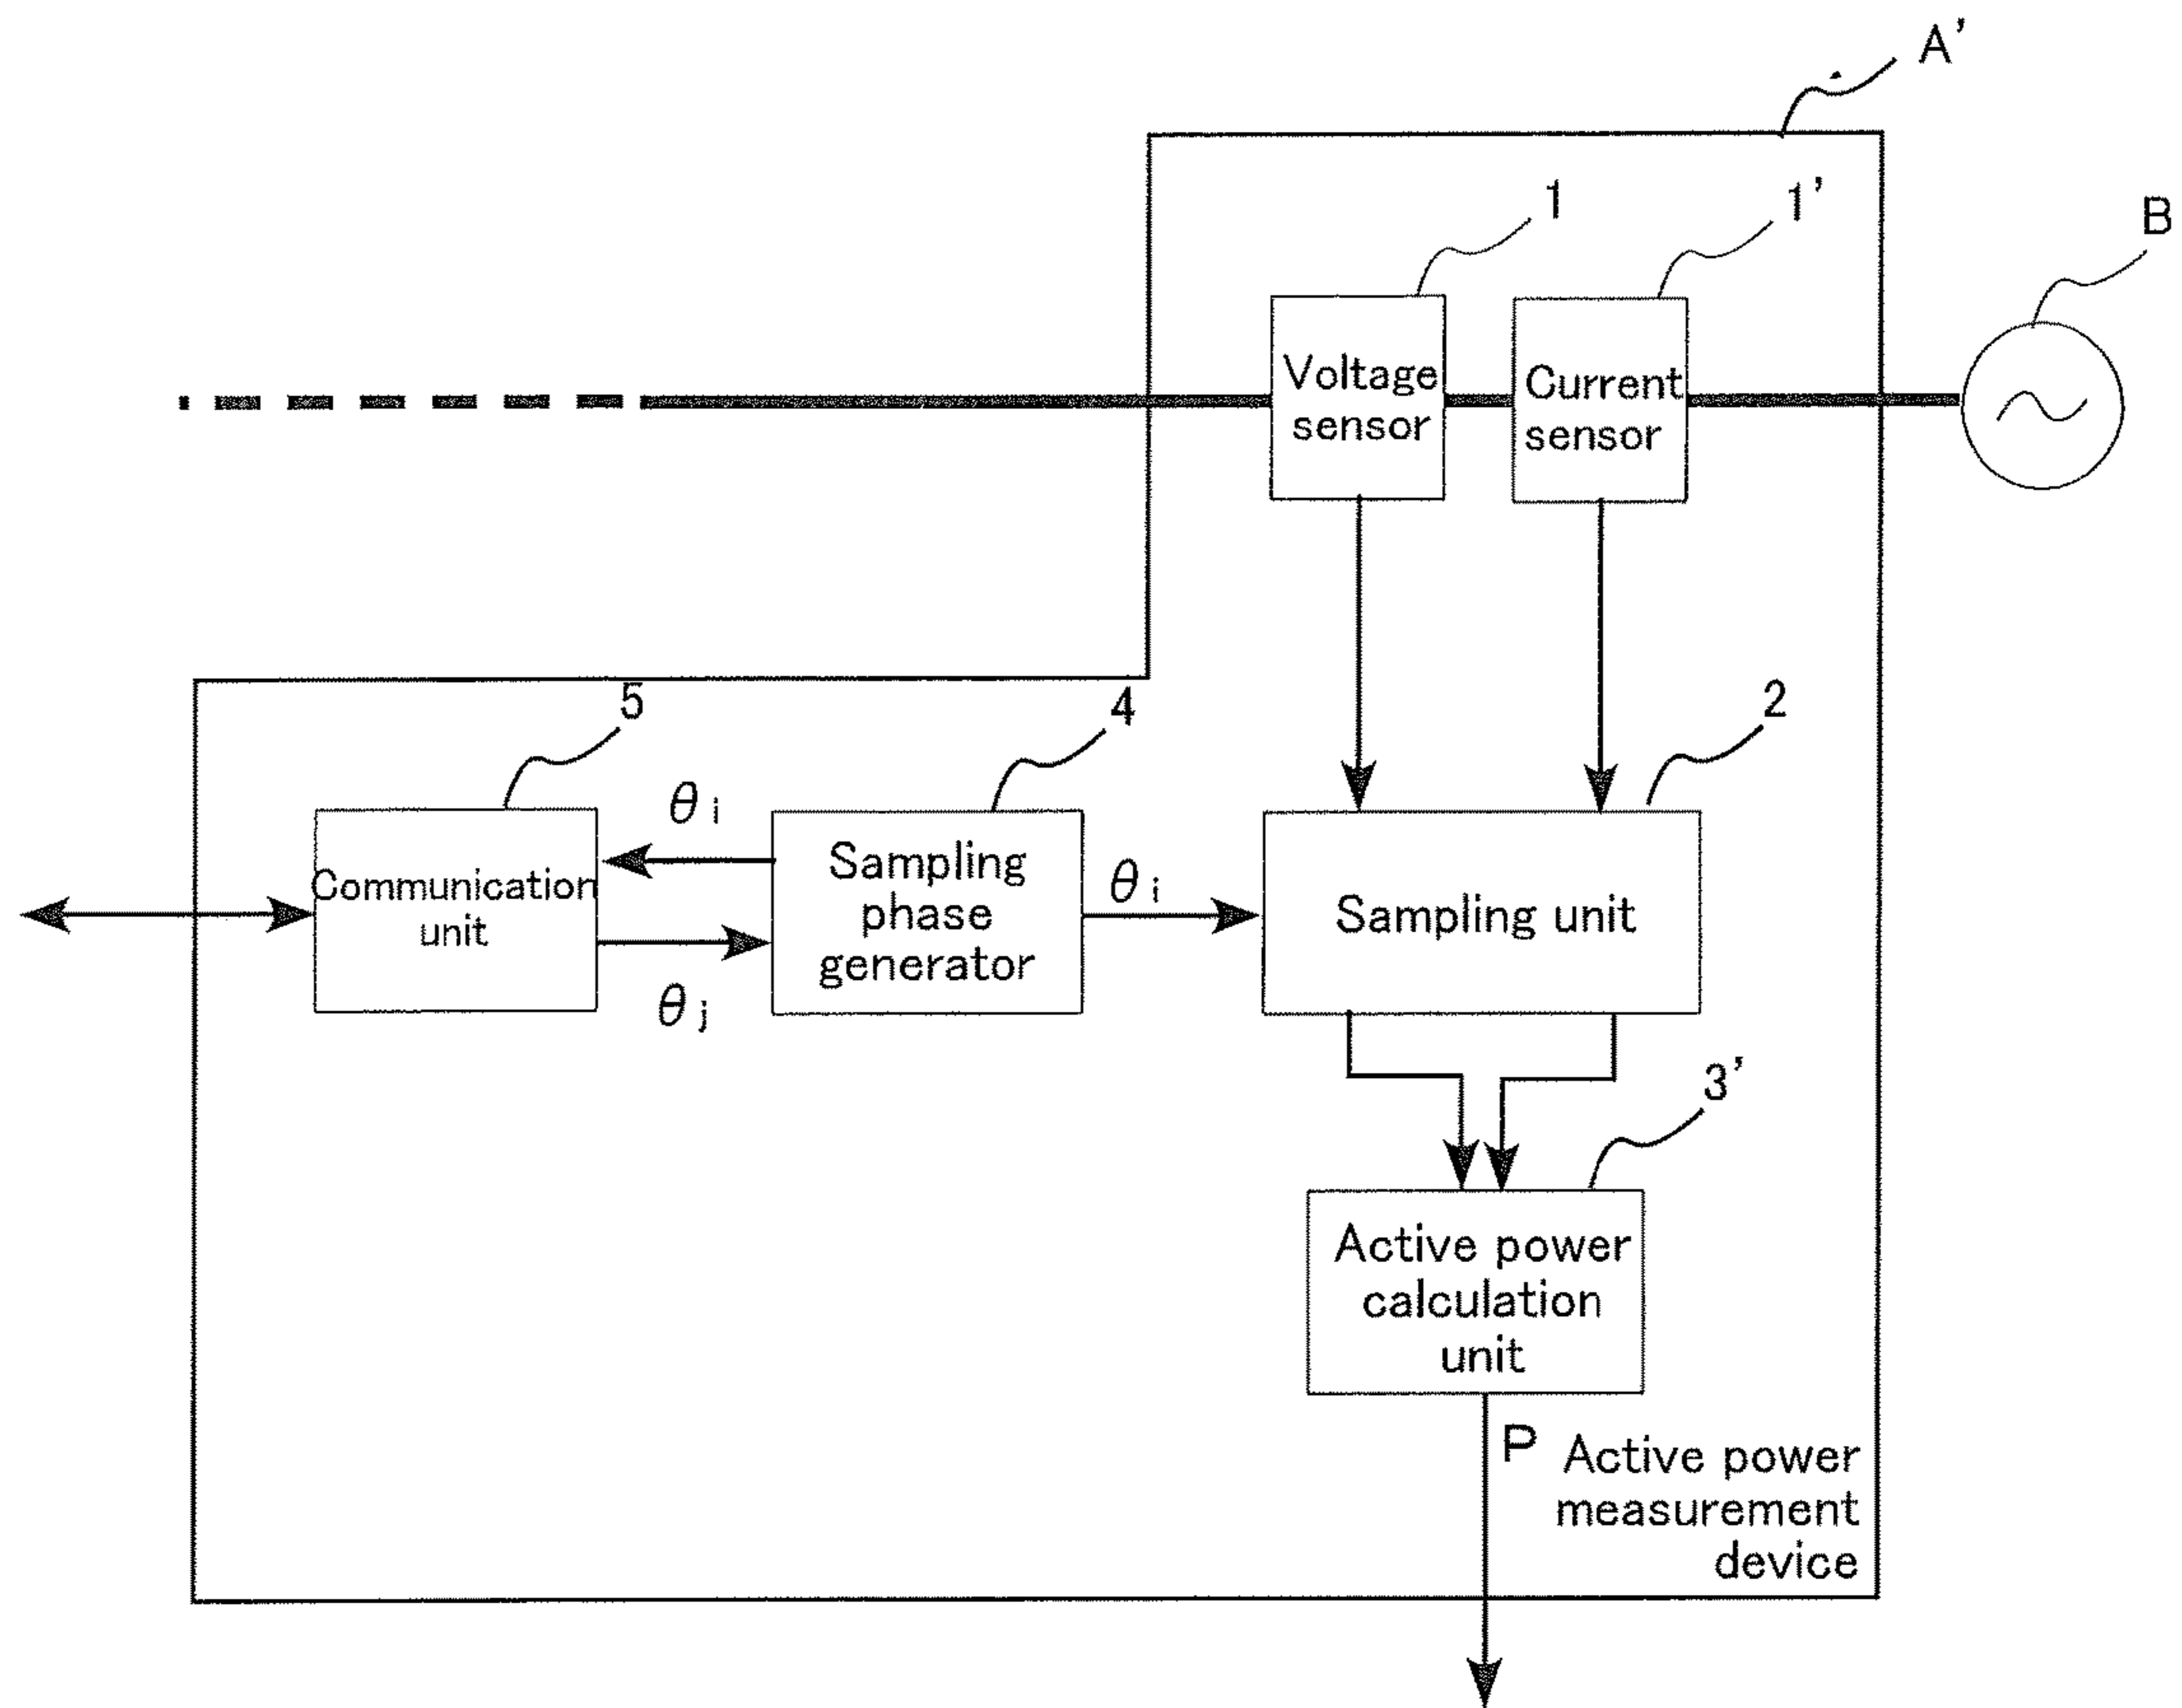 A'
1
1'
B
Voltage
sensor
Current
sensor
5
4
2
θi
Communication
unit
θj
Sampling
phase
generator
θi
Sampling unit
3'
Active power
calculation
unit
P
Active power
measurement
device